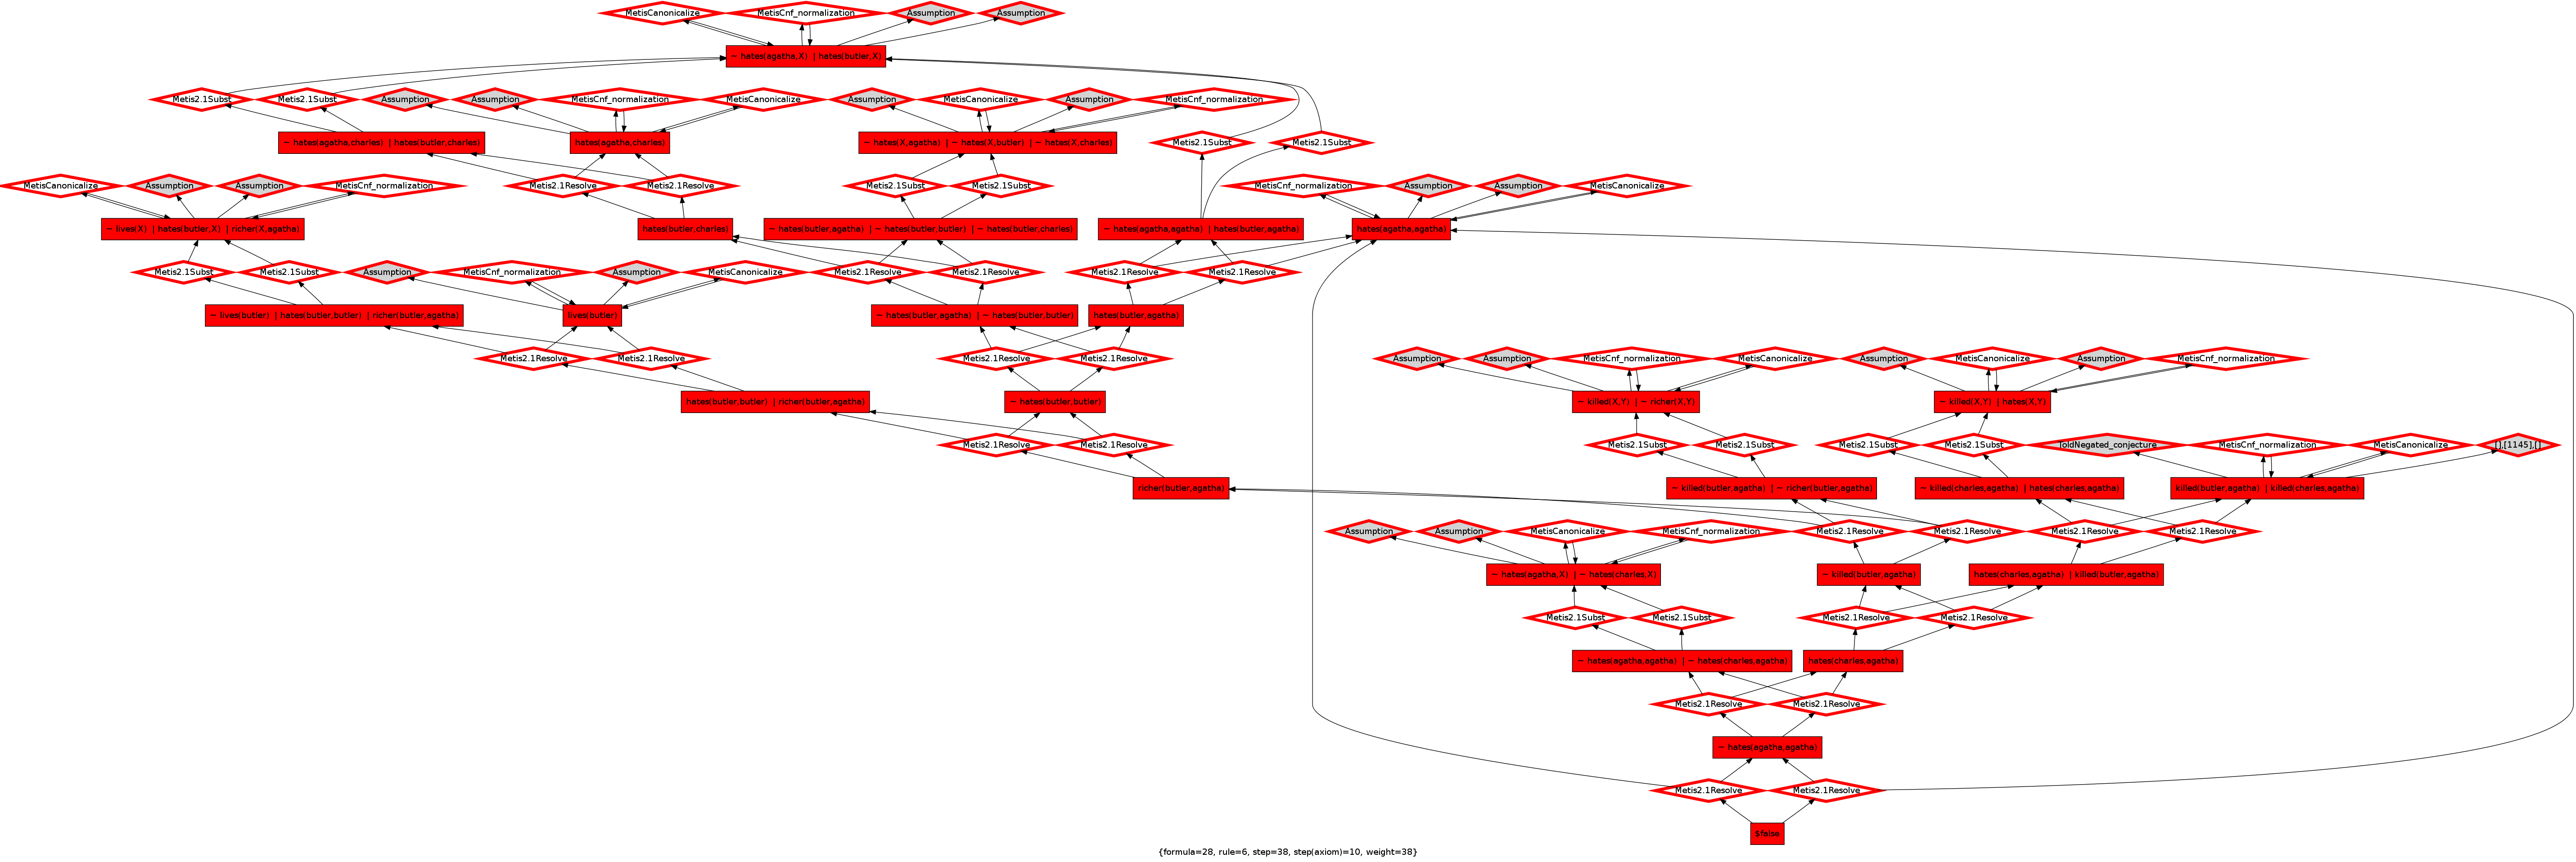 MetisCanonicalize
MetisCnf_normalization
Assumption
Assumption
~ hates(agatha,X) | hates(butler,X)
Metis2.1Subst
Metis2.1Subst
Assumption
Assumption
MetisCnf_normalization
MetisCanonicalize
Assumption
MetisCanonicalize
Assumption
MetisCnf_normalization
~ hates(agatha,charles) | hates(butler,charles)
hates(agatha,charles)
~ hates(X,agatha) | ~ hates(X,butler) | ~ hates(X,charles)
Metis2.1Subst
Metis2.1Subst
MetisCanonicalize
Assumption
Assumption
MetisCnf_normalization
Metis2.1Resolve
Metis2.1Resolve
Metis2.1Subst
Metis2.1Subst
MetisCnf_normalization
Assumption
Assumption
MetisCanonicalize
~ lives(X) | hates(butler,X) | richer(X,agatha)
hates(butler,charles)
~ hates(butler,agatha) | ~ hates(butler,butler) | ~ hates(butler,charles)
~ hates(agatha,agatha) | hates(butler,agatha)
hates(agatha,agatha)
Metis2.1Subst
Metis2.1Subst
Assumption
MetisCnf_normalization
Assumption
MetisCanonicalize
Metis2.1Resolve
Metis2.1Resolve
Metis2.1Resolve
Metis2.1Resolve
~ lives(butler) | hates(butler,butler) | richer(butler,agatha)
lives(butler)
~ hates(butler,agatha) | ~ hates(butler,butler)
hates(butler,agatha)
Metis2.1Resolve
Metis2.1Resolve
Metis2.1Resolve
Metis2.1Resolve
Assumption
Assumption
MetisCnf_normalization
MetisCanonicalize
Assumption
MetisCanonicalize
Assumption
MetisCnf_normalization
hates(butler,butler) | richer(butler,agatha)
~ hates(butler,butler)
~ killed(X,Y) | ~ richer(X,Y)
~ killed(X,Y) | hates(X,Y)
Metis2.1Resolve
Metis2.1Resolve
Metis2.1Subst
Metis2.1Subst
Metis2.1Subst
Metis2.1Subst
ToldNegated_conjecture
MetisCnf_normalization
MetisCanonicalize
[],[1145],[]
richer(butler,agatha)
~ killed(butler,agatha) | ~ richer(butler,agatha)
~ killed(charles,agatha) | hates(charles,agatha)
killed(butler,agatha) | killed(charles,agatha)
Assumption
Assumption
MetisCanonicalize
MetisCnf_normalization
Metis2.1Resolve
Metis2.1Resolve
Metis2.1Resolve
Metis2.1Resolve
~ hates(agatha,X) | ~ hates(charles,X)
~ killed(butler,agatha)
hates(charles,agatha) | killed(butler,agatha)
Metis2.1Subst
Metis2.1Subst
Metis2.1Resolve
Metis2.1Resolve
~ hates(agatha,agatha) | ~ hates(charles,agatha)
hates(charles,agatha)
Metis2.1Resolve
Metis2.1Resolve
~ hates(agatha,agatha)
Metis2.1Resolve
Metis2.1Resolve
$false
{formula=28, rule=6, step=38, step(axiom)=10, weight=38}